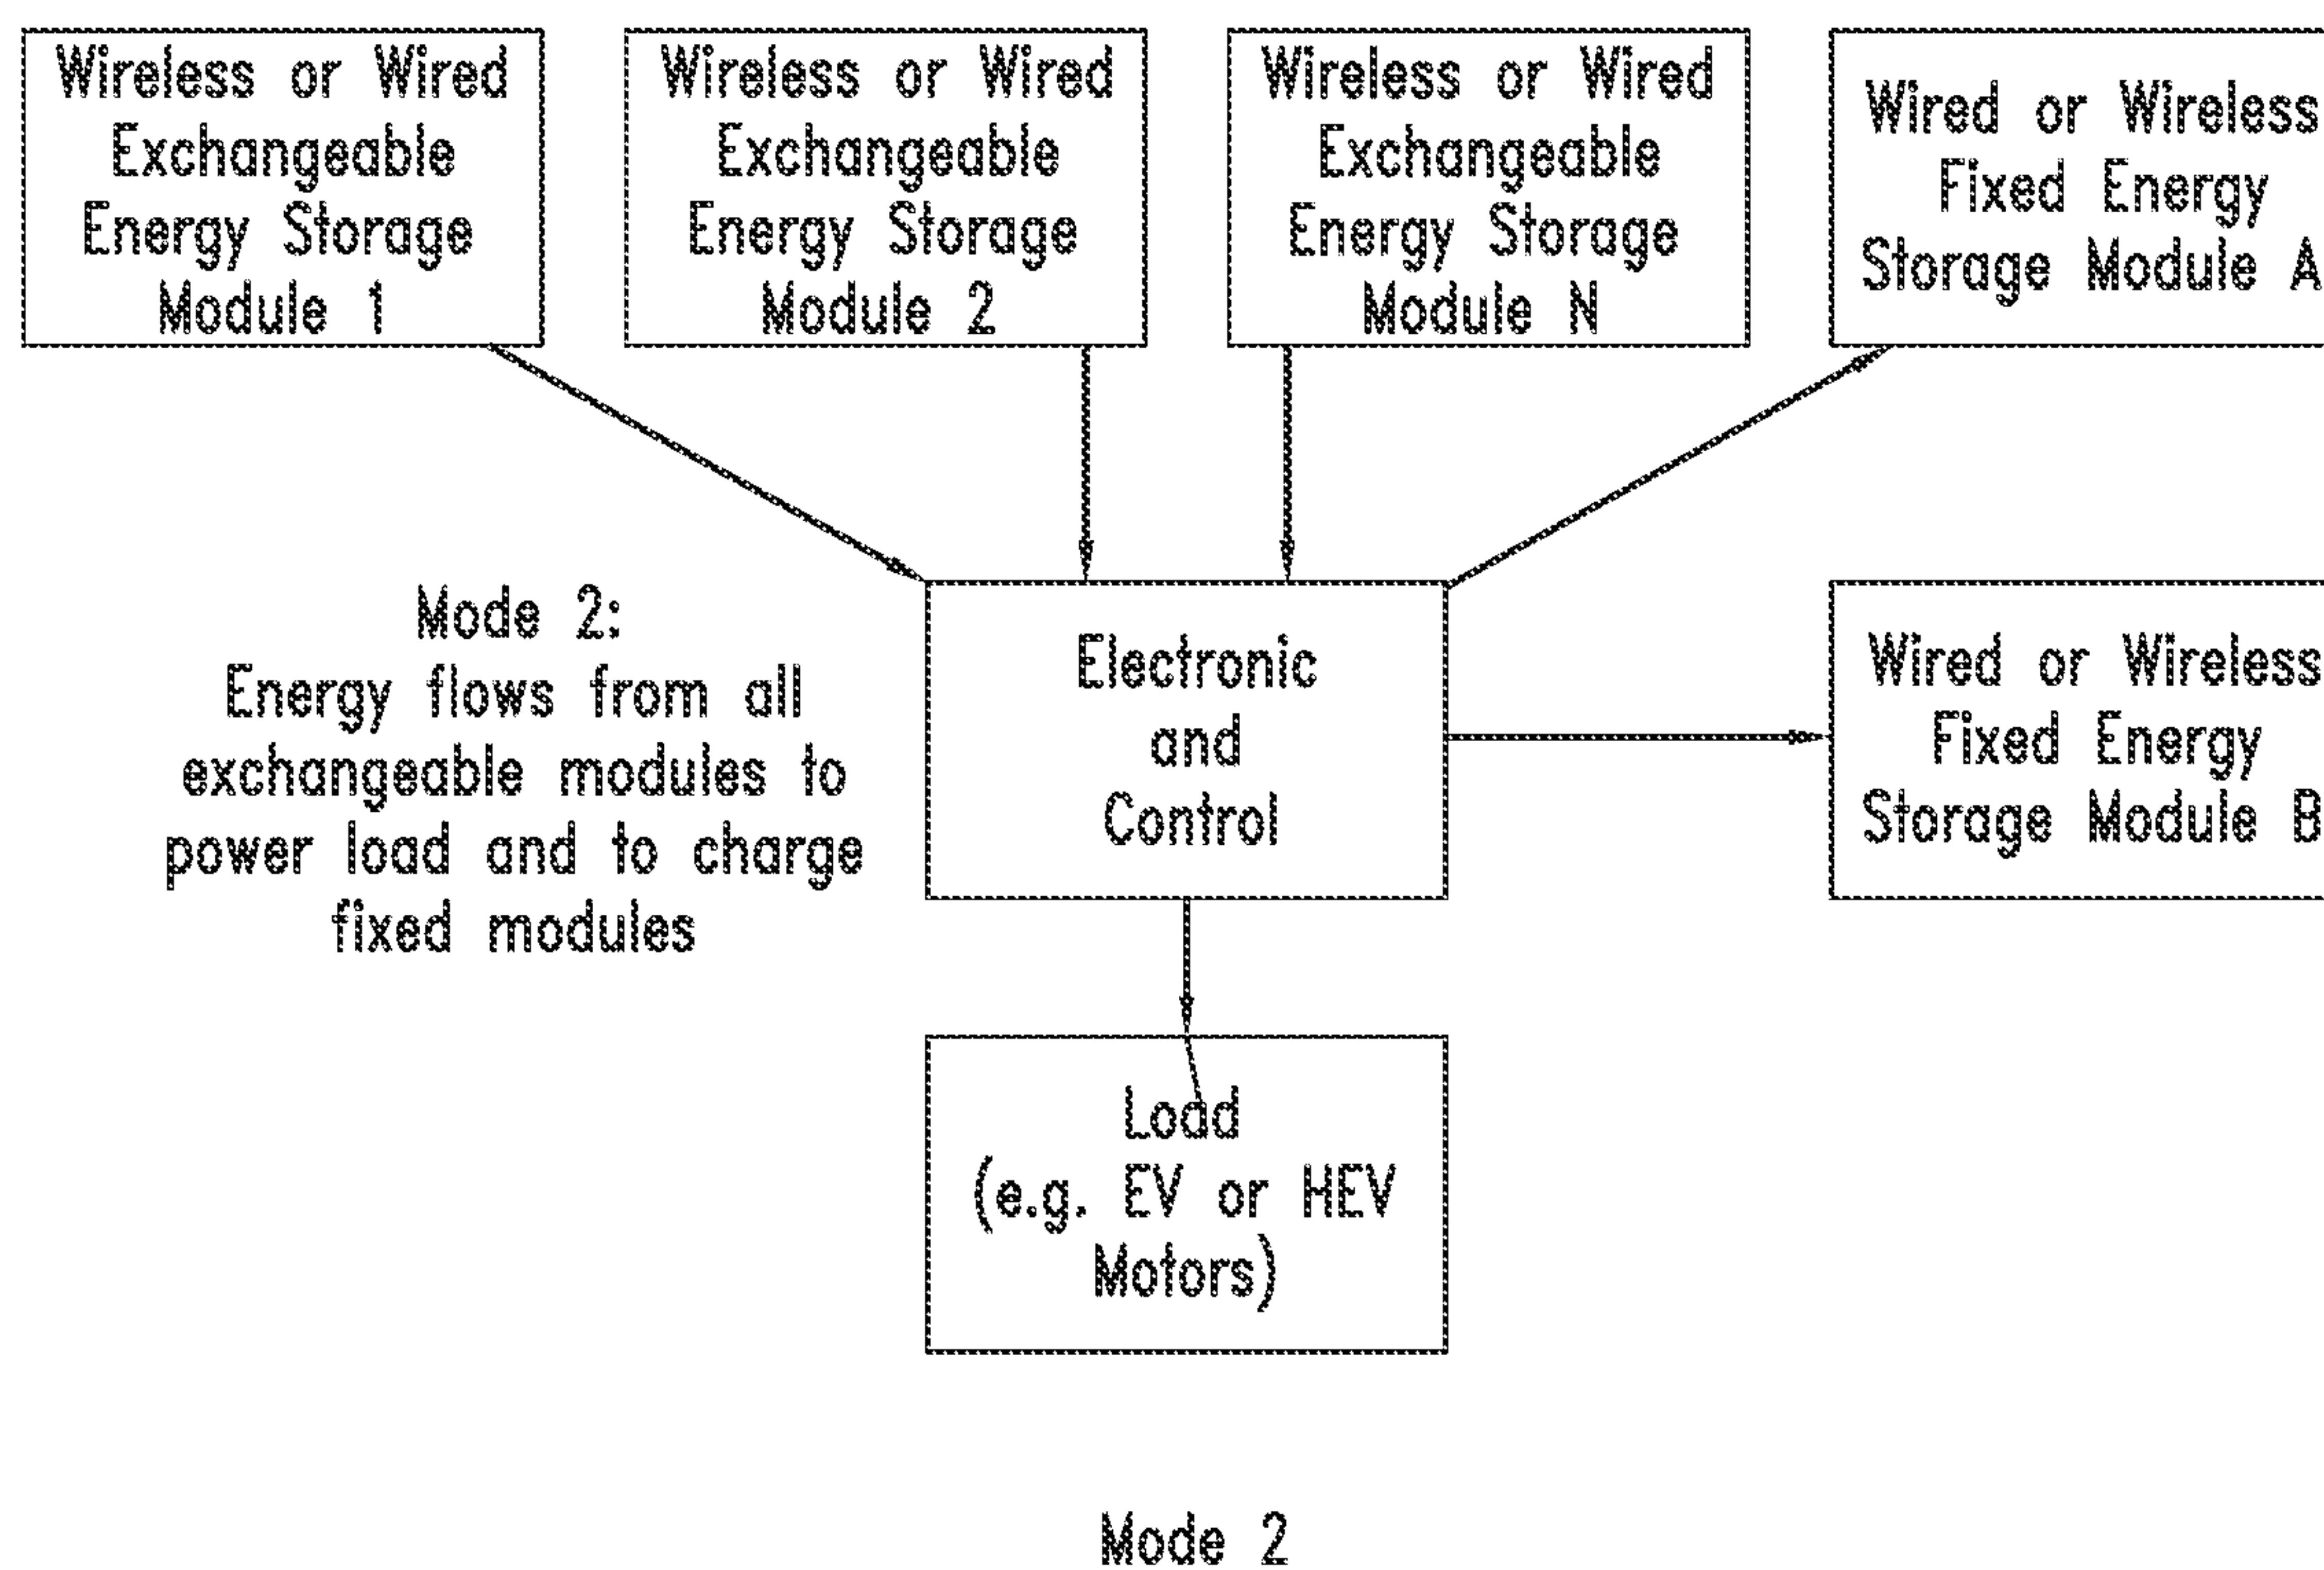 Wireless or Wired
Exchangeable
Energy Storage
Module 1
Wireless or Wired
Exchangeable
Energy Storage
Module 2
Wireless or Wired
Exchangeable
Energy Storage
Module N
Wired or Wireless
Fixed Energy
Storage Module A
Mode 2:
Energy flows from all
exchangeable modules to
power load and to charge
fixed modules
Electronic
and
Control
Wired or Wireless
Fixed Energy
Storage Module B
Load
(e.g. EV or HEV
Motors)
Mode 2